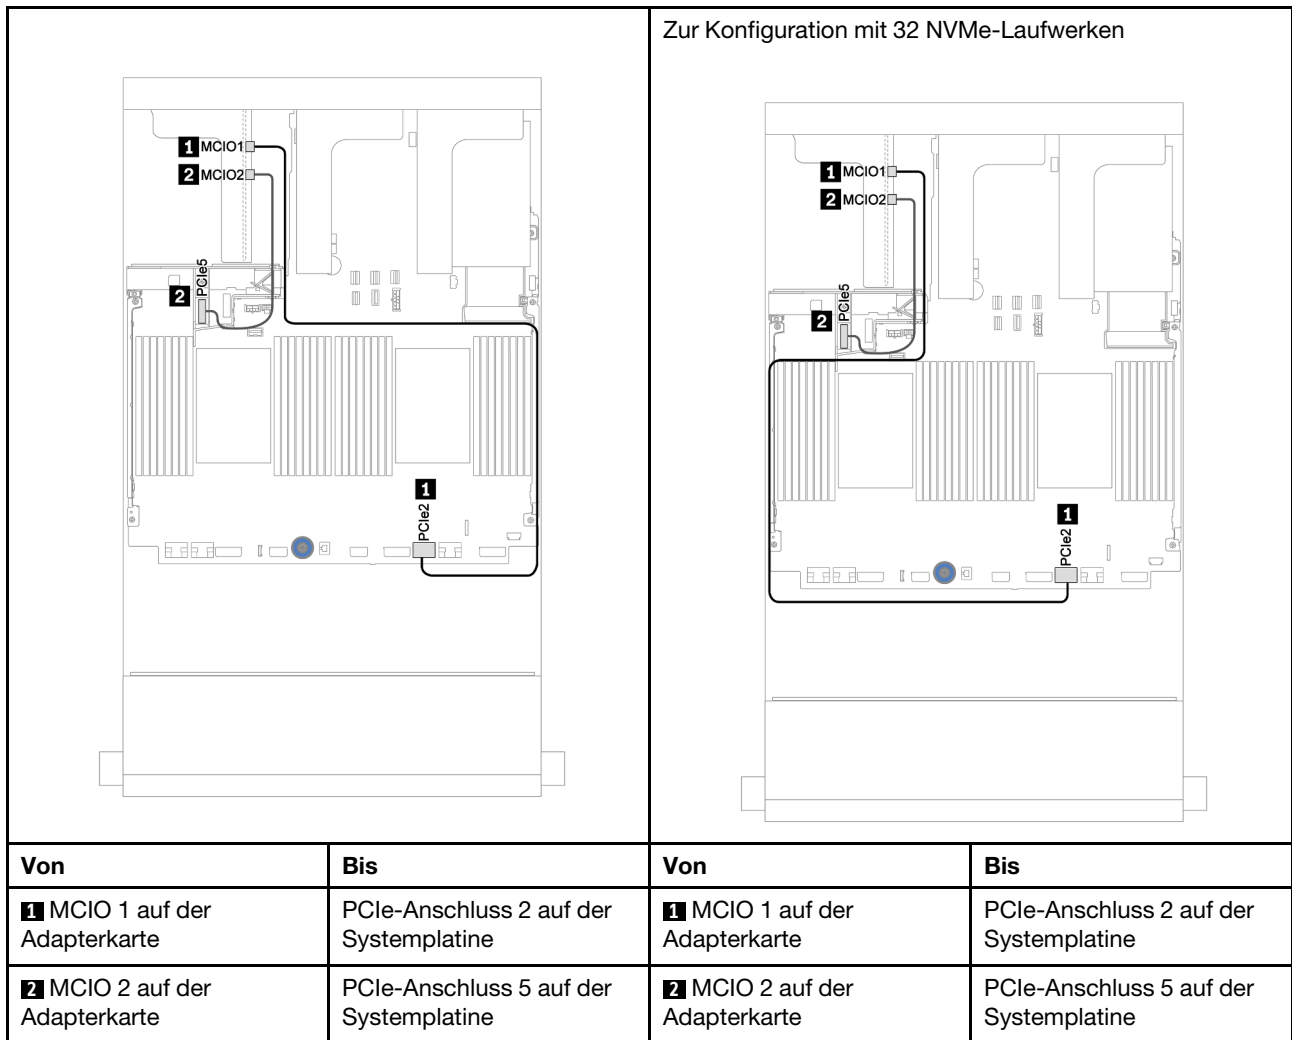 Zur Konfiguration mit 32 NVMe-Laufwerken
1 MCIO1
2 MCIO2
2 PCIe5
1
PCIe2
1 MCIO1
2 MCIO2
2 PCIe5
1
PCIe2
Von Bis Von Bis
1 MCIO 1 auf der
Adapterkarte
PCIe-Anschluss 2 auf der
Systemplatine
1 MCIO 1 auf der
Adapterkarte
PCIe-Anschluss 2 auf der
Systemplatine
2 MCIO 2 auf der
Adapterkarte
PCIe-Anschluss 5 auf der
Systemplatine
2 MCIO 2 auf der
Adapterkarte
PCIe-Anschluss 5 auf der
Systemplatine